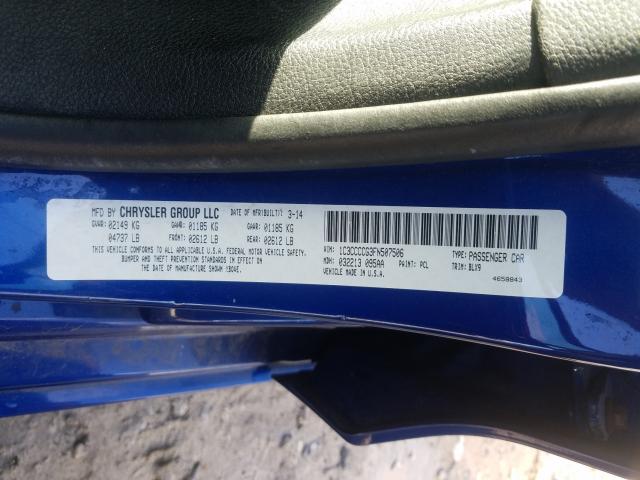 MFD BY CHRYSLER GROUP LLC DATE OF MFR(BUILT): 3-14
GVWR: 02149 KG GAWR: 01185 KG GAWR: 01185 KG
04737 LB FRONT: 02612 LB REAR: 02612 LB
THIS VEHICLE CONFORMS TO ALL APPLICABLE U.S.A. FEDERAL MOTOR VEHICLE SAFETY,
BUMPER AND THEFT PREVENTION STANDARDS IN EFFECT ON
THE DATE OF MANUFACTURE SHOWN ABOVE.
VIN: 1C3CCCCG3FN507506 TYPE: PASSENGER CAR
MDH: 032213 095AA PAINT: PCL TRIM: BLX9
VEHICLE MADE IN U.S.A. 4658843